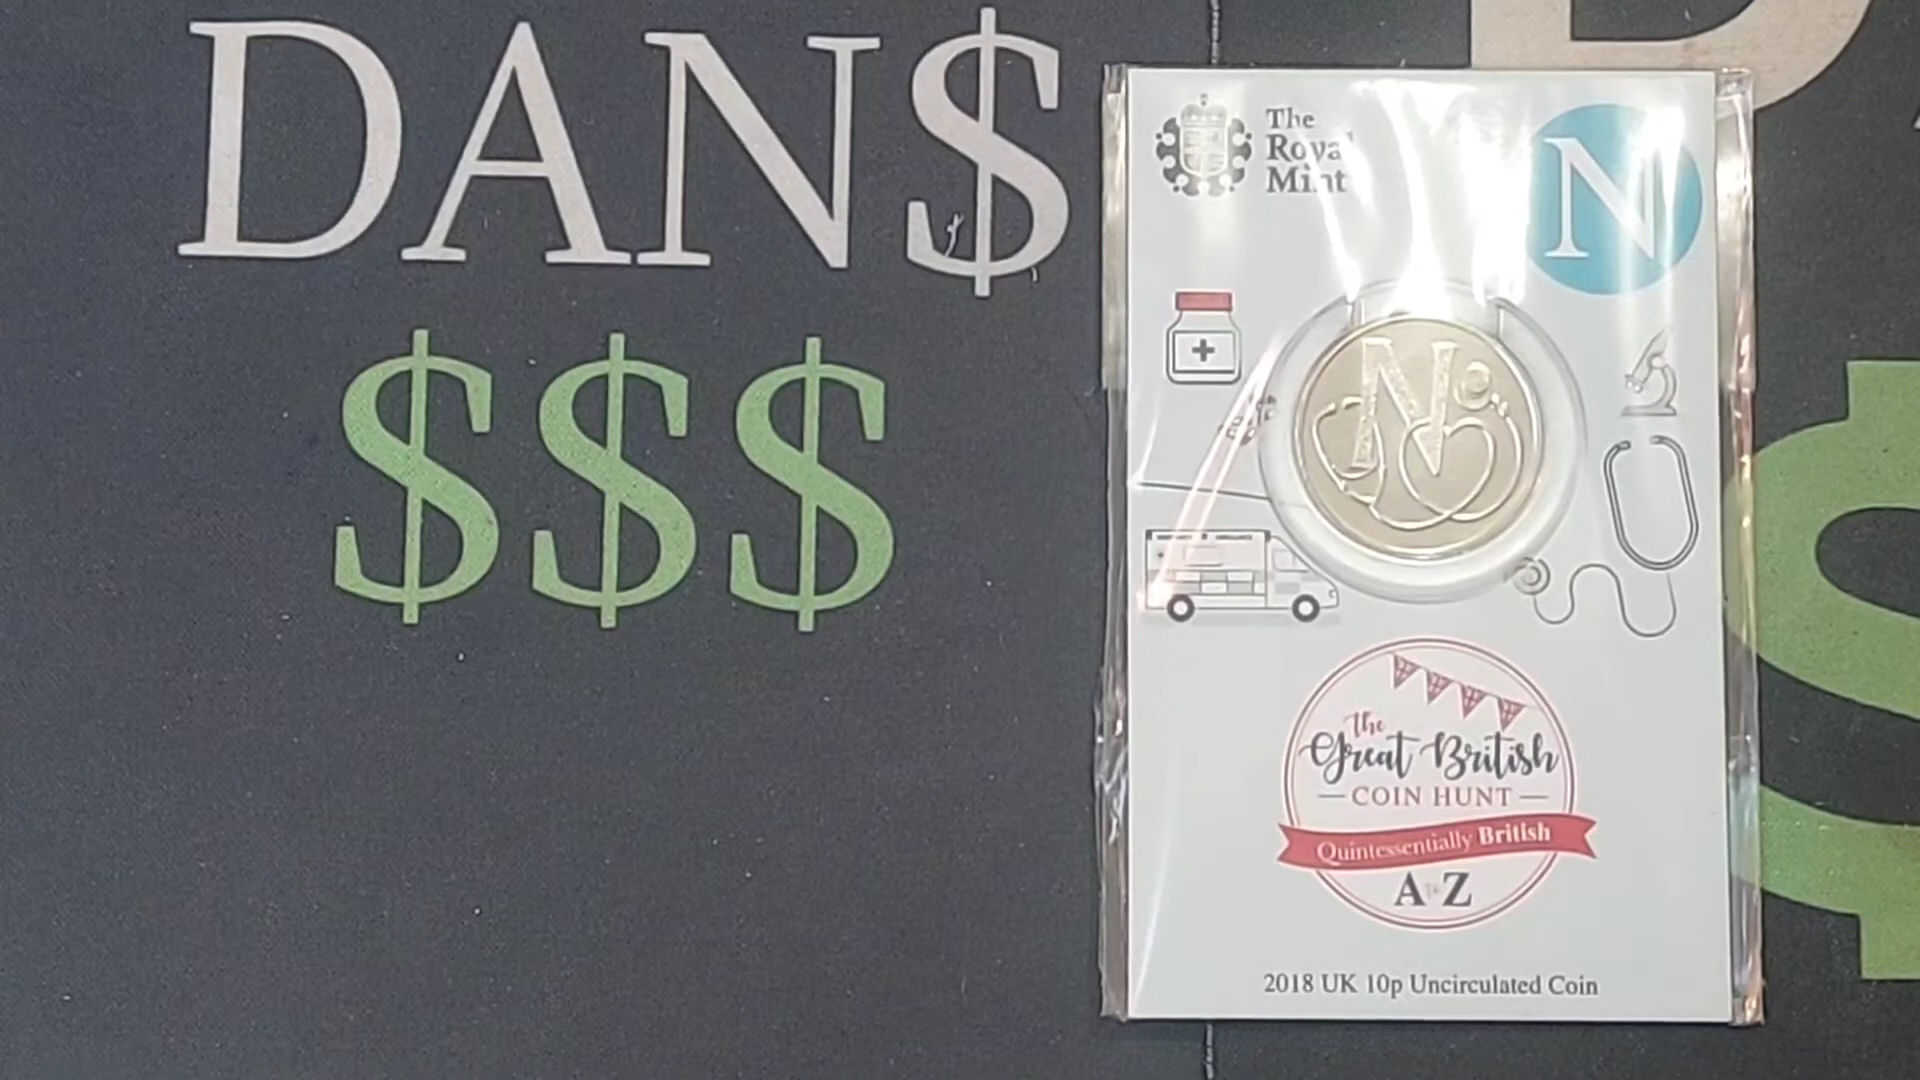 DAN$
$$$
The
Royal
Mint
N
N
the
Great British
COIN HUNT
Quintessentially British
A to Z
2018 UK 10p Uncirculated Coin